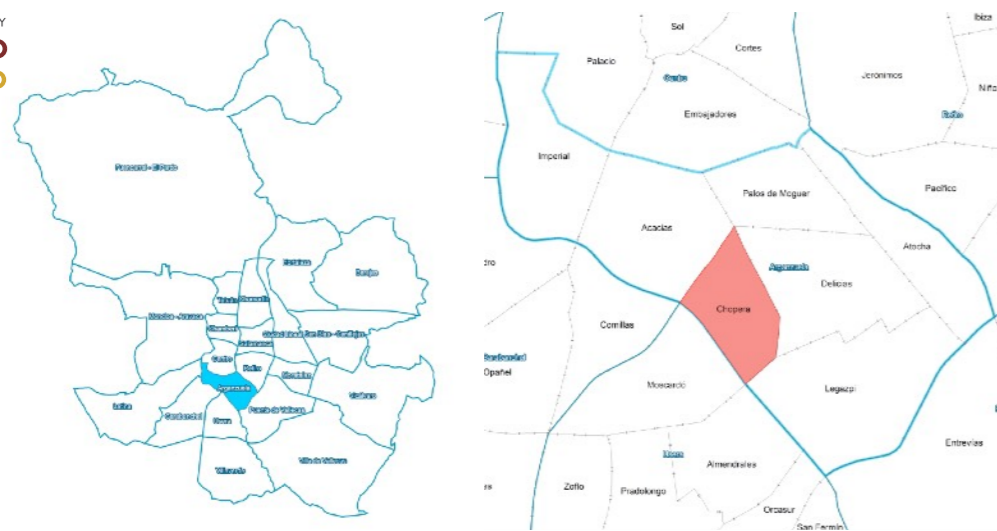 Y
Fuencarral - El Pardo
Hortaleza
Barajas
Tetuán
Chamartín
Moncloa - Aravaca
Chamberí
Ciudad Lineal
San Blas - Canillejas
Salamanca
Centro
Retiro
Moratalaz
Arganzuela
Vicálvaro
Latina
Carabanchel
Usera
Puente de Vallecas
Villaverde
Villa de Vallecas
Sol
Ibiza
Palacio
Cortes
Jerónimos
Centro
Niño
Embajadores
Retiro
Imperial
Palos de Moguer
Pacífico
Acacias
Atocha
Arganzuela
Delicias
Chopera
Comillas
Carabanchel
Opañel
Moscardó
Legazpi
Entrevías
Usera
Almendrales
Zofío
Pradolongo
Orcasur
San Fermín